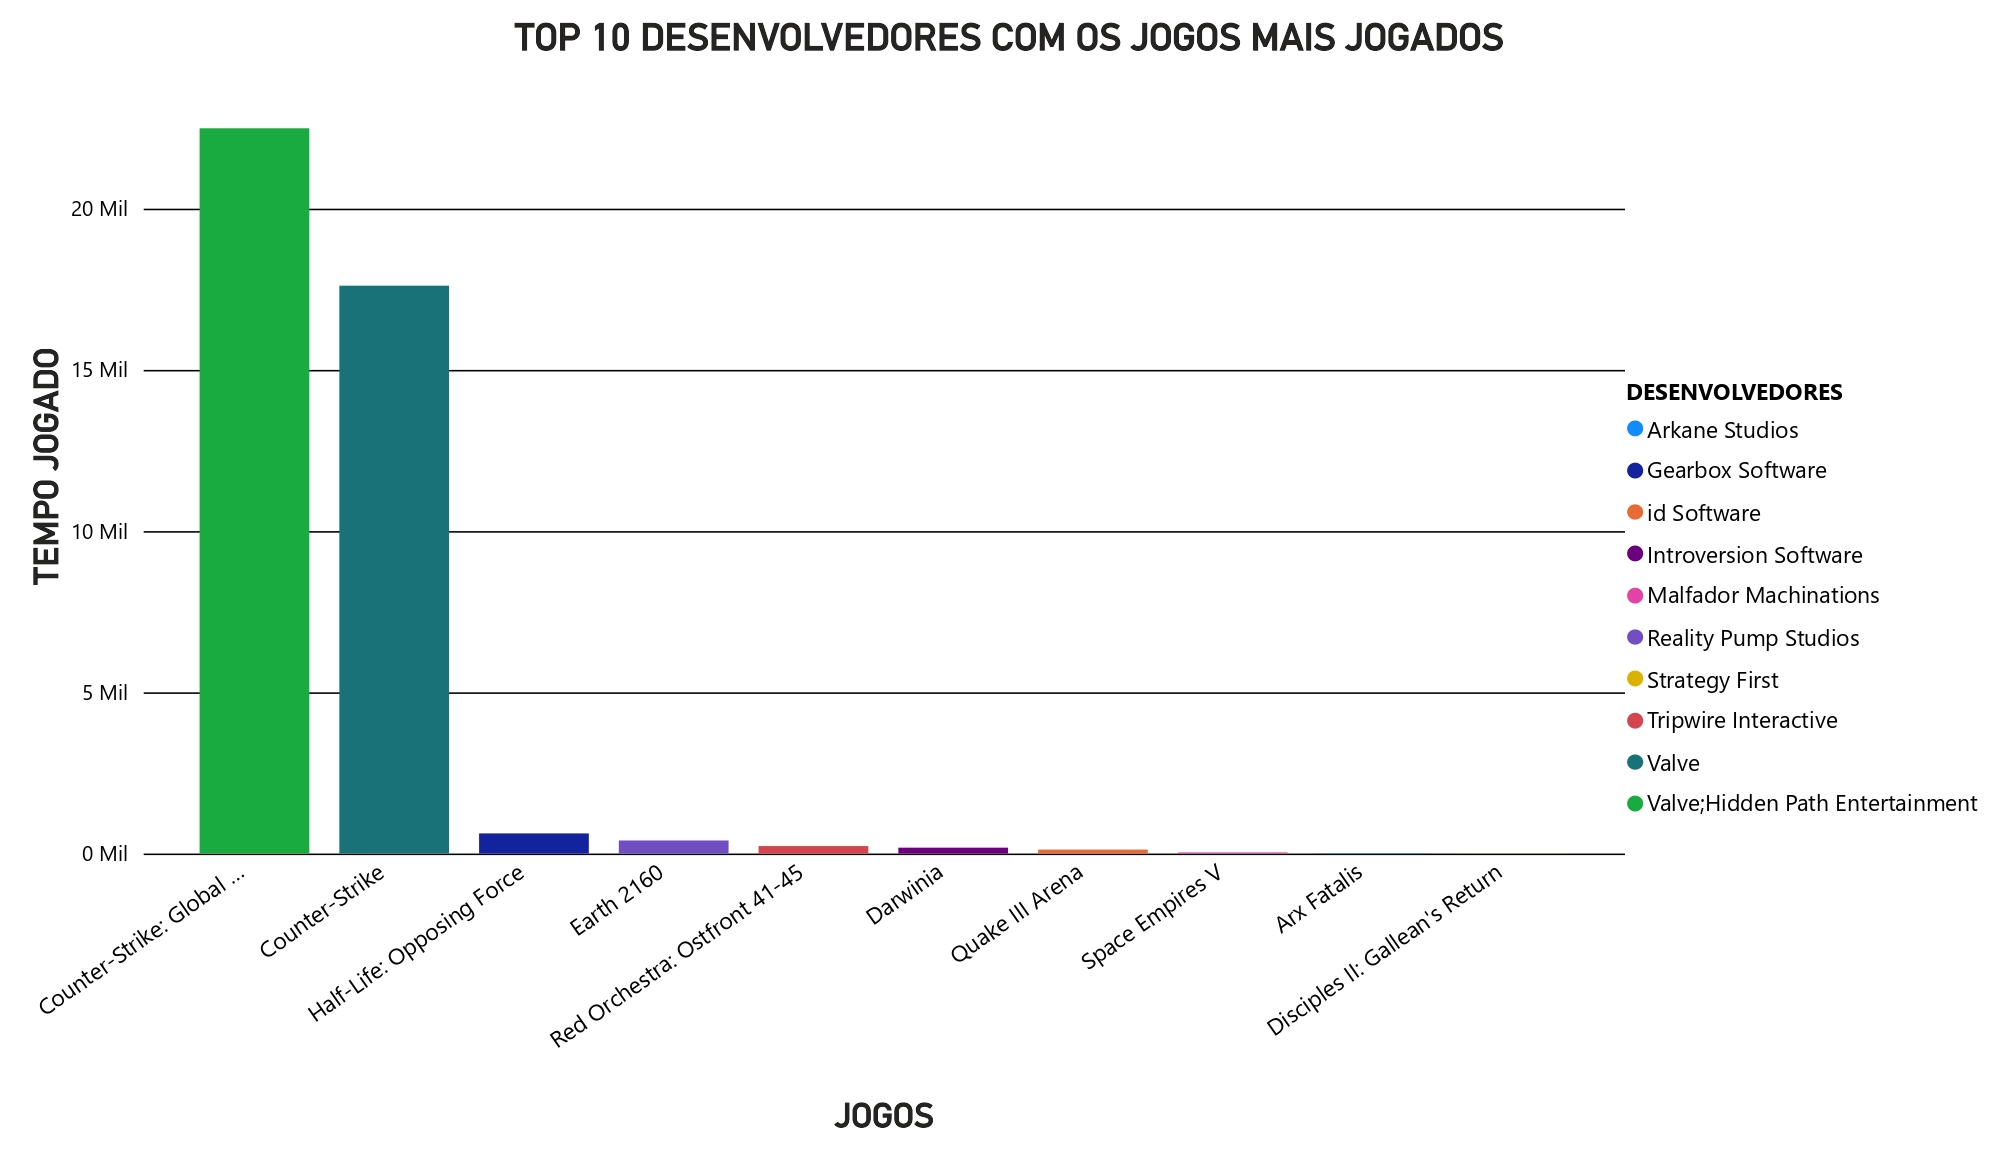 TOP 10 DESENVOLVEDORES COM OS JOGOS MAIS JOGADOS
TEMPO JOGADO
20 Mil
15 Mil
10 Mil
5 Mil
0 Mil
Counter-Strike: Global ...
Counter-Strike
Half-Life: Opposing Force
Earth 2160
Red Orchestra: Ostfront 41-45
Darwinia
Quake III Arena
Space Empires V
Arx Fatalis
Disciples II: Gallean's Return
JOGOS
DESENVOLVEDORES
Arkane Studios
Gearbox Software
id Software
Introversion Software
Malfador Machinations
Reality Pump Studios
Strategy First
Tripwire Interactive
Valve
Valve;Hidden Path Entertainment